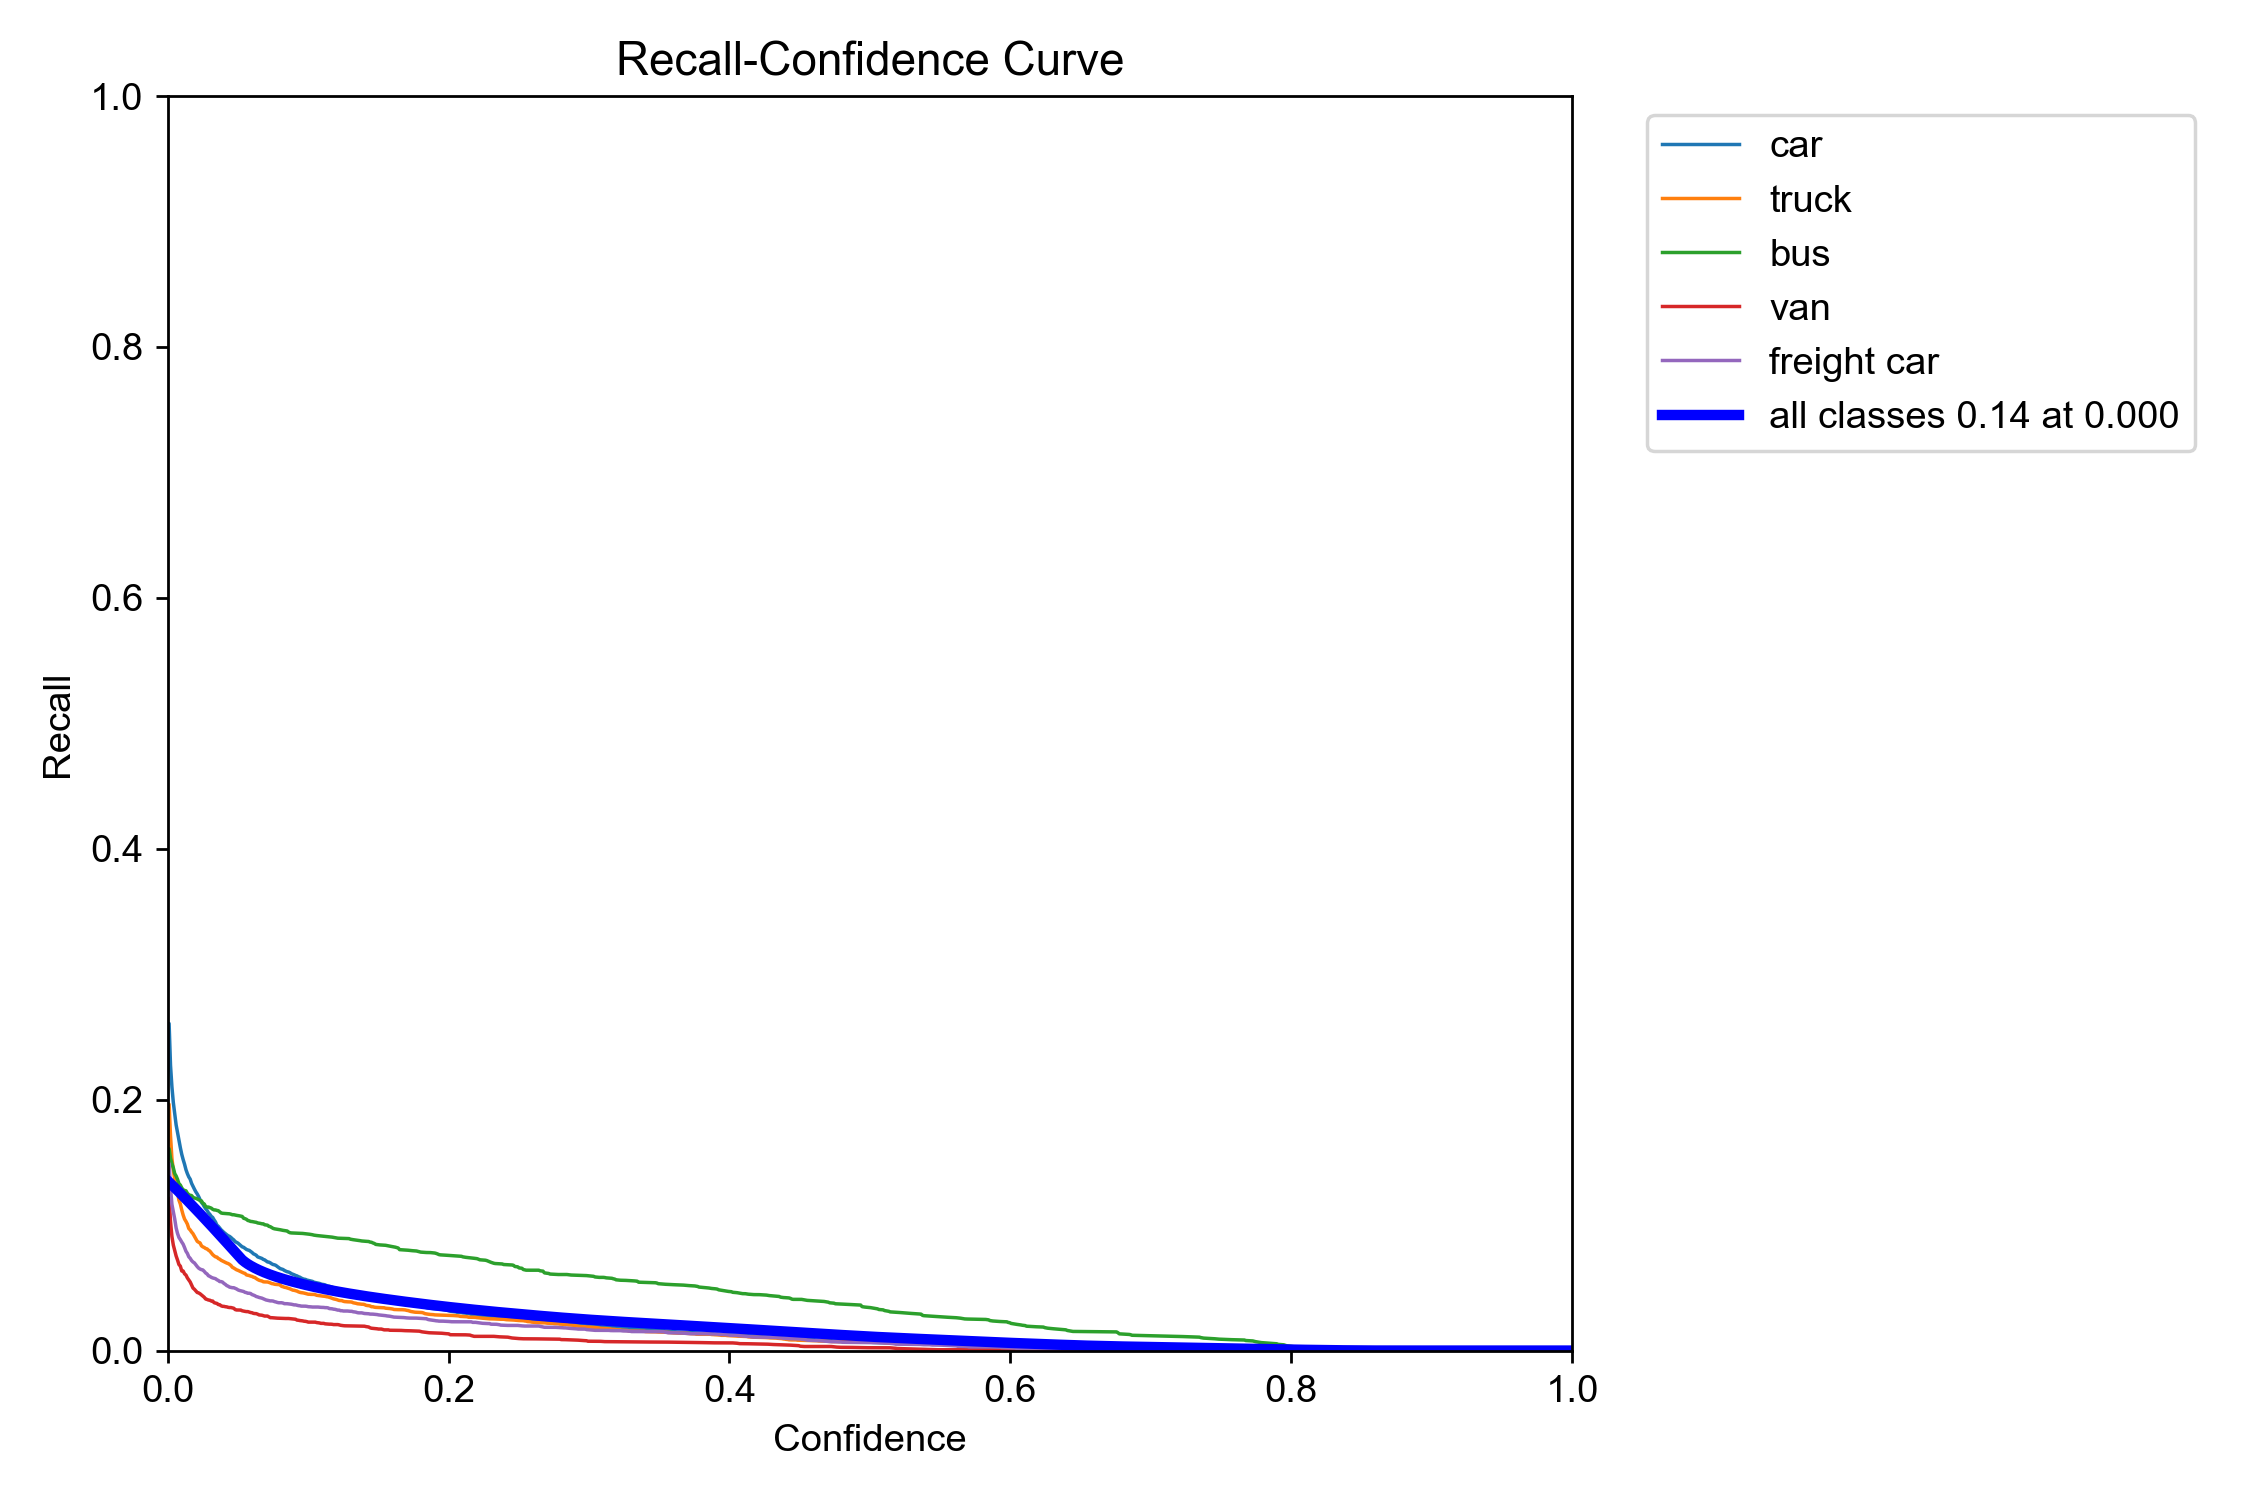 Recall-Confidence Curve
1.0
0.8
0.6
0.4
0.2
0.0
Recall
0.0 0.2 0.4 0.6 0.8 1.0
Confidence
car
truck
bus
van
freight car
all classes 0.14 at 0.000